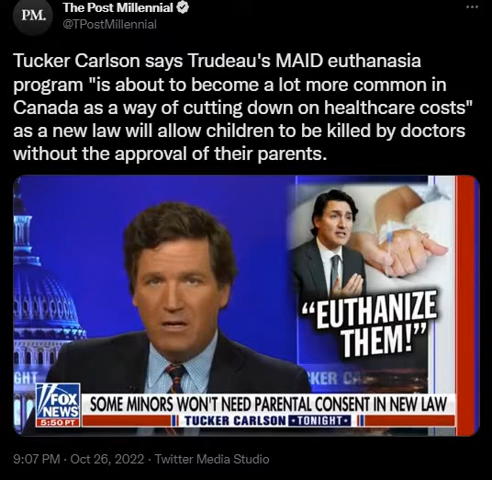 PM.
The Post Millennial
@TPostMillennial
Tucker Carlson says Trudeau's MAID euthanasia
program "is about to become a lot more common in
Canada as a way of cutting down on healthcare costs"
as a new law will allow children to be killed by doctors
without the approval of their parents.
“EUTHANIZE
THEM!”
GHT
KER CA
FOX
NEWS
5:50 PT
SOME MINORS WON'T NEED PARENTAL CONSENT IN NEW LAW
TUCKER CARLSON • TONIGHT •
9:07 PM · Oct 26, 2022 · Twitter Media Studio